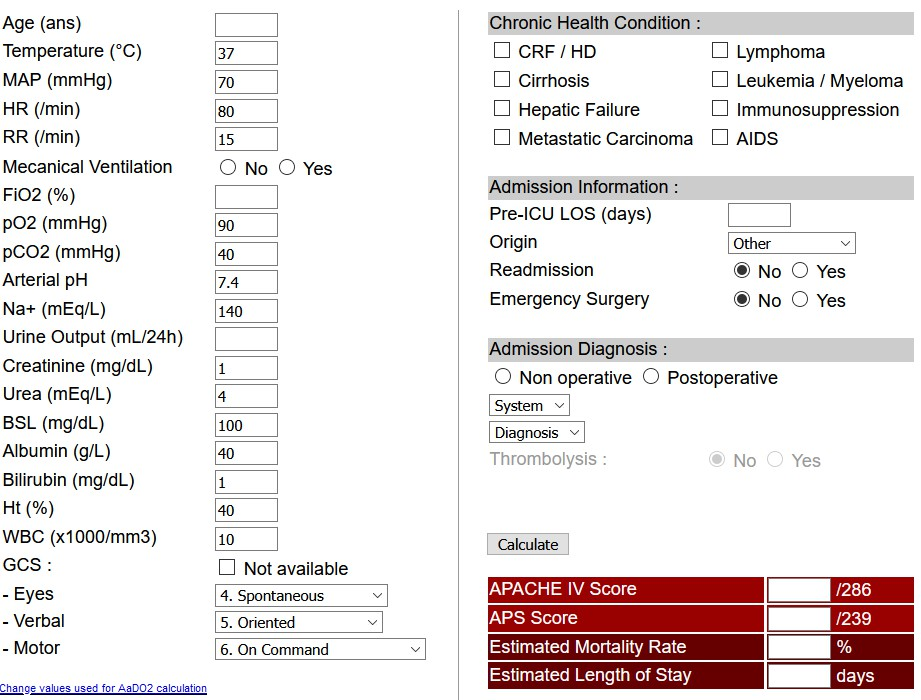 Age (ans)
Temperature (°C) 37
MAP (mmHg) 70
HR (/min) 80
RR (/min) 15
Mecanical Ventilation No Yes
FiO2 (%)
pO2 (mmHg) 90
pCO2 (mmHg) 40
Arterial pH 7.4
Na+ (mEq/L) 140
Urine Output (mL/24h)
Creatinine (mg/dL) 1
Urea (mEq/L) 4
BSL (mg/dL) 100
Albumin (g/L) 40
Bilirubin (mg/dL) 1
Ht (%) 40
WBC (x1000/mm3) 10
GCS : Not available
- Eyes 4. Spontaneous
- Verbal 5. Oriented
- Motor 6. On Command
Change values used for AaDO2 calculation
Chronic Health Condition :
CRF / HD Lymphoma
Cirrhosis Leukemia / Myeloma
Hepatic Failure Immunosuppression
Metastatic Carcinoma AIDS
Admission Information :
Pre-ICU LOS (days)
Origin Other
Readmission No Yes
Emergency Surgery No Yes
Admission Diagnosis :
Non operative Postoperative
System
Diagnosis
Thrombolysis : No Yes
Calculate
APACHE IV Score /286
APS Score /239
Estimated Mortality Rate %
Estimated Length of Stay days